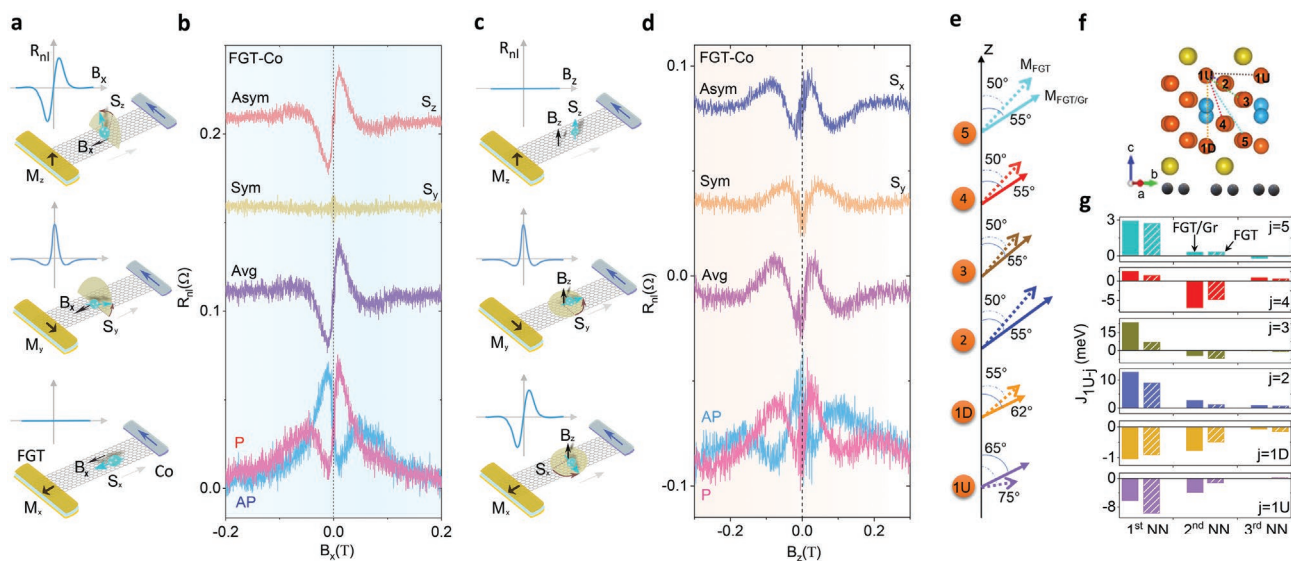 a
R_nl
B_x
S_z
B_x
M_z
B_x
S_y
M_y
FGT
B_x
S_x
Co
M_x
b
FGT-Co
Asym
S_z
Sym
S_y
Avg
P
AP
R_nl(Ω)
0.2
0.1
0.0
-0.2
0.0
0.2
B_x(T)
c
R_nl
B_z
B_z
S_x
M_z
B_z
S_y
M_y
B_z
S_x
M_x
d
FGT-Co
Asym
S_x
Sym
S_y
Avg
AP
P
R_nl(Ω)
0.1
0.0
-0.1
-0.3
0.0
0.3
B_z(T)
e
Z
M_FGT
50°
M_FGT/Gr
55°
5
50°
55°
4
50°
55°
3
50°
55°
2
55°
62°
1D
65°
75°
1U
f
1U
1U
2
3
4
5
1D
c
b
a
g
J_1U-j (meV)
3
0
FGT/Gr
FGT
j=5
0
-5
j=4
15
0
j=3
10
0
j=2
0
-1
j=1D
0
-8
j=1U
1st NN
2nd NN
3rd NN